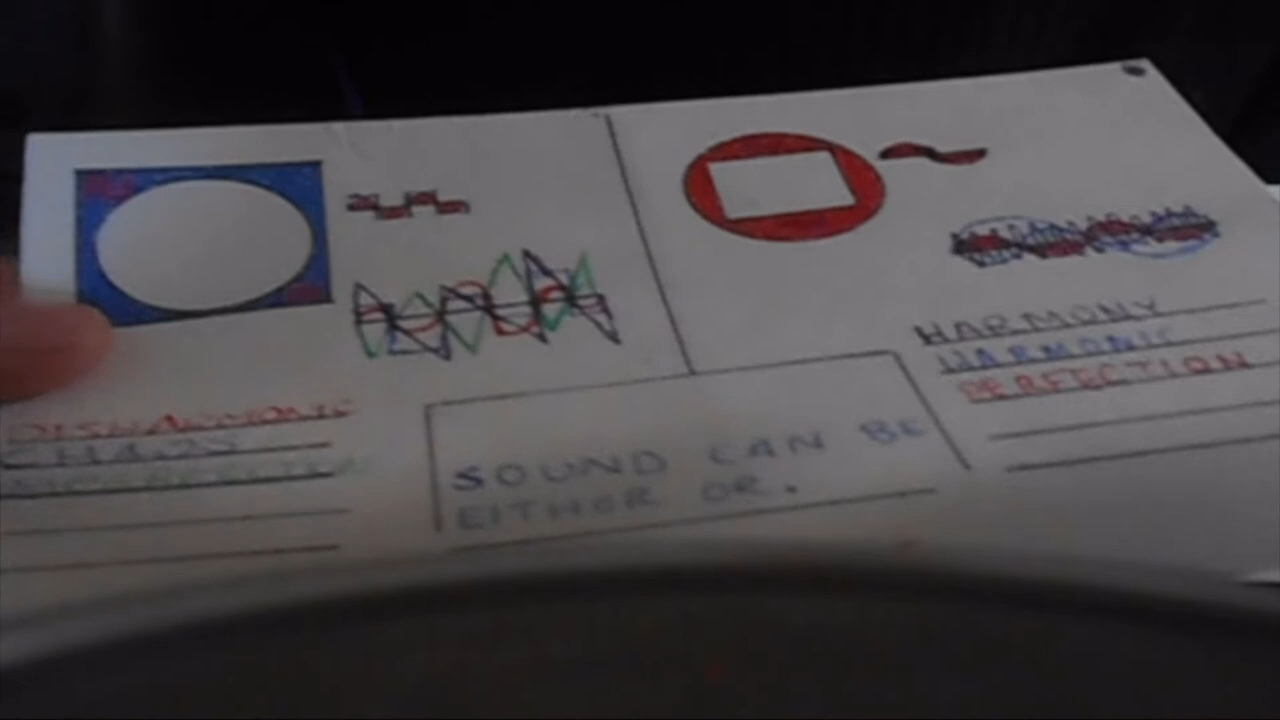 HARMONY
HARMONIC
PERFECTION
DISHARMONIC
CHAOS
SOUND CAN BE
EITHER OR.